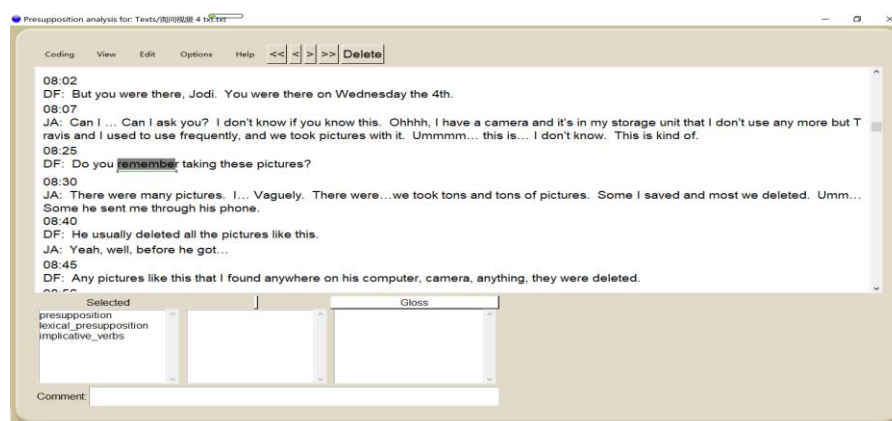 Presupposition analysis for: Texts/询问视频 4 txt.txt
Coding View Edit Options Help << < > >> Delete
08:02
DF: But you were there, Jodi. You were there on Wednesday the 4th.
08:07
JA: Can I ... Can I ask you? I don't know if you know this. Ohhhh, I have a camera and it's in my storage unit that I don't use any more but T
ravis and I used to use frequently, and we took pictures with it. Ummmm... this is... I don't know. This is kind of.
08:25
DF: Do you remember taking these pictures?
08:30
JA: There were many pictures. I... Vaguely. There were...we took tons and tons of pictures. Some I saved and most we deleted. Umm...
Some he sent me through his phone.
08:40
DF: He usually deleted all the pictures like this.
JA: Yeah, well, before he got...
08:45
DF: Any pictures like this that I found anywhere on his computer, camera, anything, they were deleted.
Selected Gloss
presupposition
lexical_presupposition
implicative_verbs
Comment: